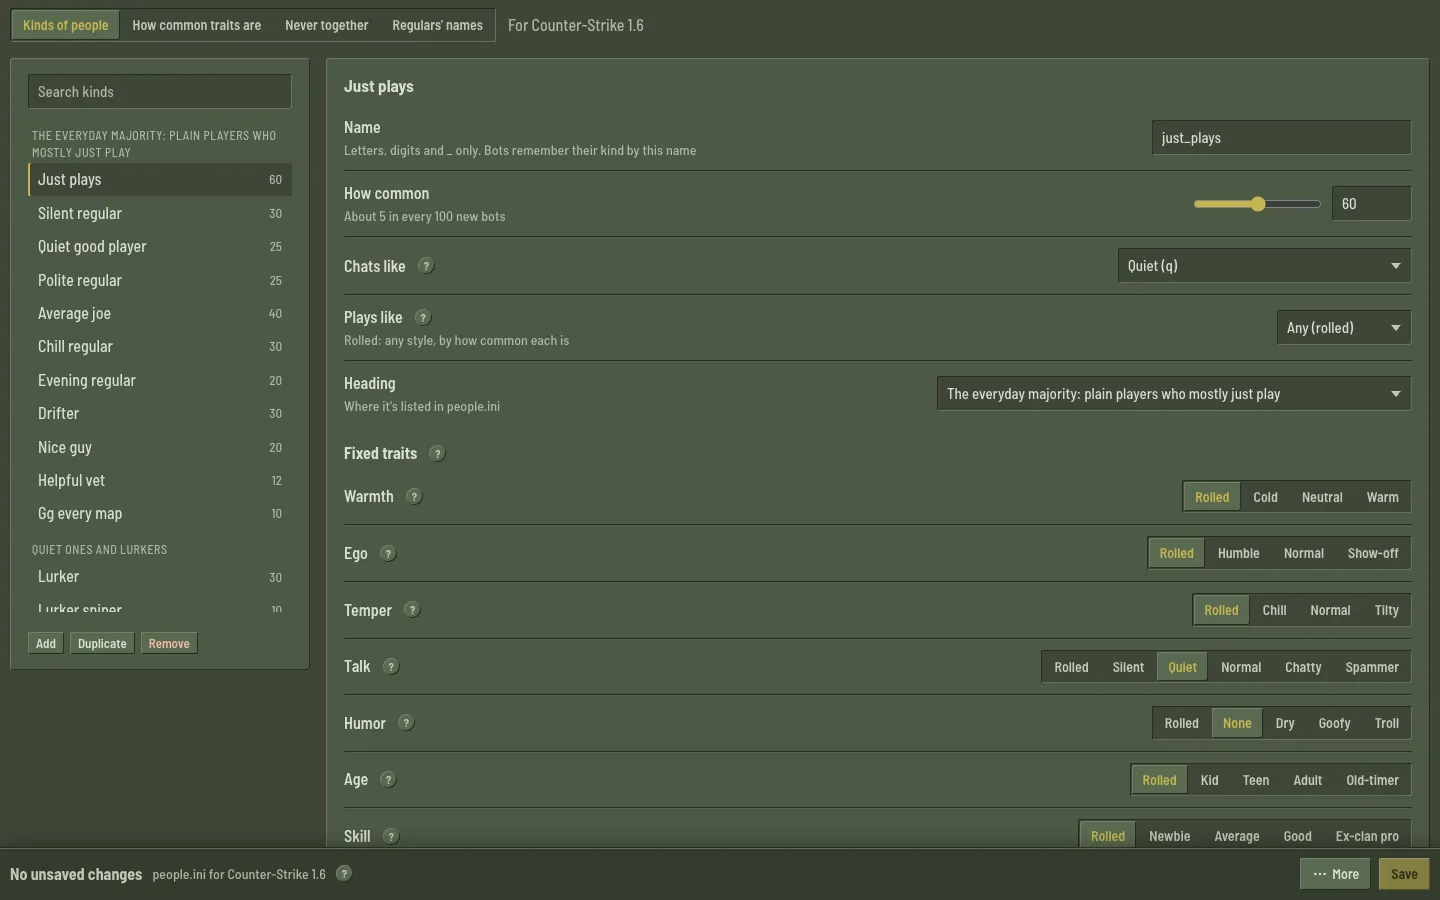 Kinds of people How common traits are Never together Regulars' names For Counter-Strike 1.6
Search kinds
THE EVERYDAY MAJORITY: PLAIN PLAYERS WHO
MOSTLY JUST PLAY
Just plays 60
Silent regular 30
Quiet good player 25
Polite regular 25
Average joe 40
Chill regular 30
Evening regular 20
Drifter 30
Nice guy 20
Helpful vet 12
Gg every map 10
QUIET ONES AND LURKERS
Lurker 30
Lurker sniper 10
Add Duplicate Remove
Just plays
Name
Letters, digits and _ only. Bots remember their kind by this name
just_plays
How common
About 5 in every 100 new bots
60
Chats like ?
Quiet (q)
Plays like ?
Rolled: any style, by how common each is
Any (rolled)
Heading
Where it's listed in people.ini
The everyday majority: plain players who mostly just play
Fixed traits ?
Warmth ? Rolled Cold Neutral Warm
Ego ? Rolled Humble Normal Show-off
Temper ? Rolled Chill Normal Tilty
Talk ? Rolled Silent Quiet Normal Chatty Spammer
Humor ? Rolled None Dry Goofy Troll
Age ? Rolled Kid Teen Adult Old-timer
Skill ? Rolled Newbie Average Good Ex-clan pro
No unsaved changes people.ini for Counter-Strike 1.6 ? ··· More Save